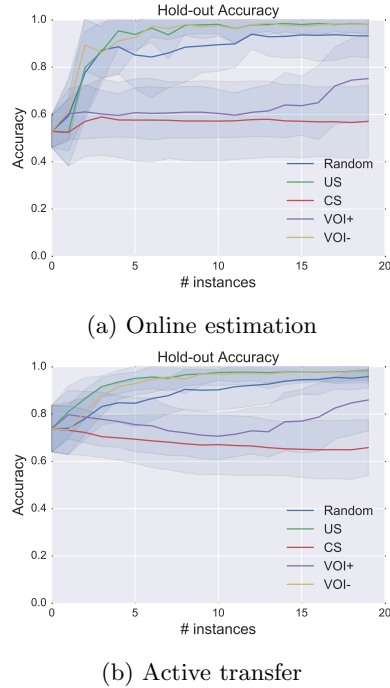 Hold-out Accuracy
1.0
0.8
0.6
0.4
0.2
0.0
Accuracy
Random
US
CS
VOI+
VOI-
0 5 10 15 20
# instances
(a) Online estimation
Hold-out Accuracy
1.0
0.8
0.6
0.4
0.2
0.0
Accuracy
Random
US
CS
VOI+
VOI-
0 5 10 15 20
# instances
(b) Active transfer